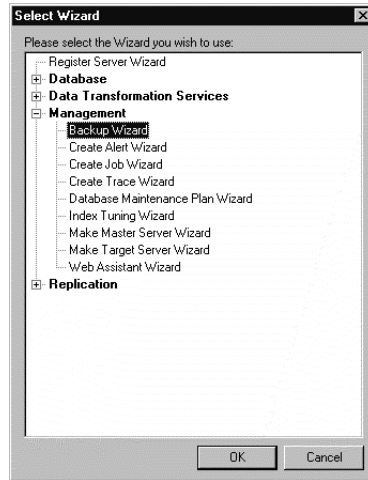 Select Wizard
Please select the Wizard you wish to use:
Register Server Wizard
Database
Data Transformation Services
Management
Backup Wizard
Create Alert Wizard
Create Job Wizard
Create Trace Wizard
Database Maintenance Plan Wizard
Index Tuning Wizard
Make Master Server Wizard
Make Target Server Wizard
Web Assistant Wizard
Replication
OK Cancel